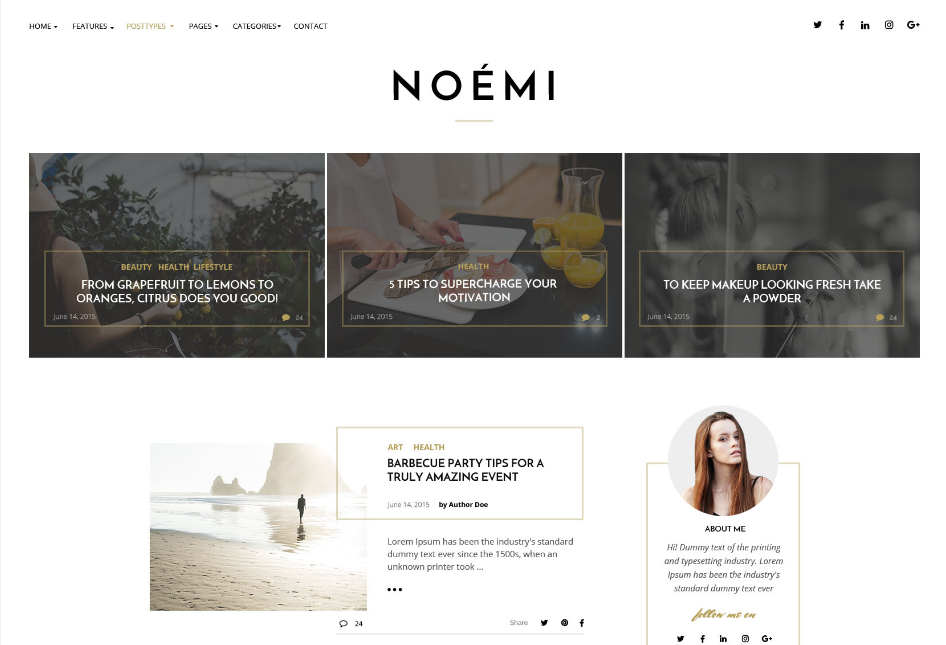 HOME FEATURES POSTTYPES PAGES CATEGORIES CONTACT
NOÉMI
BEAUTY HEALTH LIFESTYLE
FROM GRAPEFRUIT TO LEMONS TO
ORANGES, CITRUS DOES YOU GOOD!
June 14, 2015 24
HEALTH
5 TIPS TO SUPERCHARGE YOUR
MOTIVATION
June 14, 2015 2
BEAUTY
TO KEEP MAKEUP LOOKING FRESH TAKE
A POWDER
June 14, 2015 24
ART HEALTH
BARBECUE PARTY TIPS FOR A
TRULY AMAZING EVENT
June 14, 2015 by Author Doe
Lorem Ipsum has been the industry's standard
dummy text ever since the 1500s, when an
unknown printer took ...
24 Share
ABOUT ME
Hi! Dummy text of the printing
and typesetting industry. Lorem
Ipsum has been the industry's
standard dummy text ever
follow me on